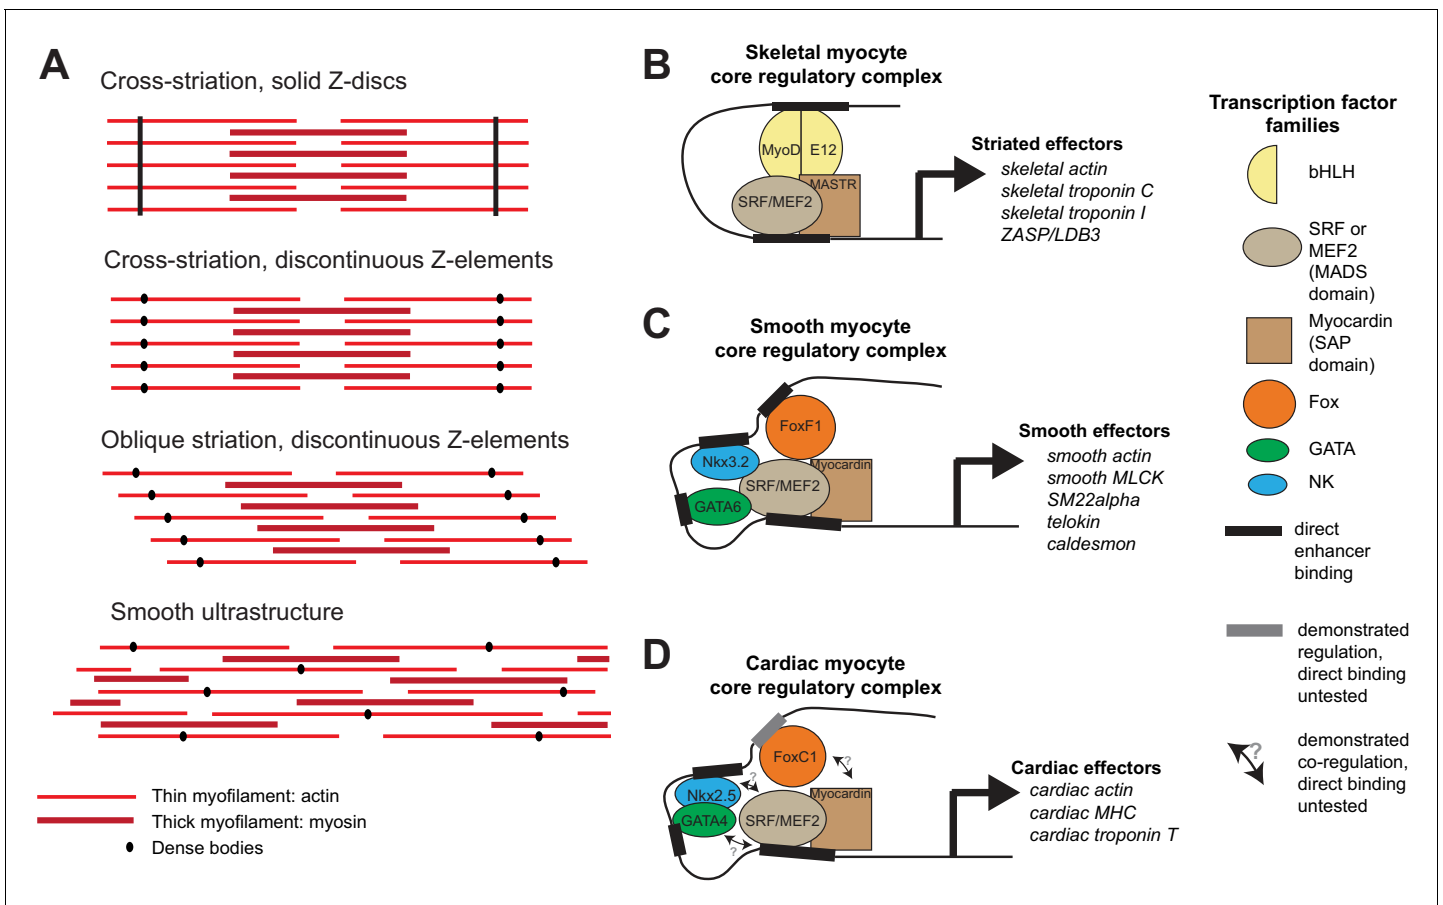 A
Cross-striation, solid Z-discs
Cross-striation, discontinuous Z-elements
Oblique striation, discontinuous Z-elements
Smooth ultrastructure
Thin myofilament: actin
Thick myofilament: myosin
Dense bodies
B
Skeletal myocyte
core regulatory complex
MyoD
E12
MASTR
SRF/MEF2
Striated effectors
skeletal actin
skeletal troponin C
skeletal troponin I
ZASP/LDB3
C
Smooth myocyte
core regulatory complex
FoxF1
Nkx3.2
Myocardin
SRF/MEF2
GATA6
Smooth effectors
smooth actin
smooth MLCK
SM22alpha
telokin
caldesmon
D
Cardiac myocyte
core regulatory complex
FoxC1
?
?
Nkx2.5
Myocardin
GATA4
SRF/MEF2
?
Cardiac effectors
cardiac actin
cardiac MHC
cardiac troponin T
Transcription factor
families
bHLH
SRF or
MEF2
(MADS
domain)
Myocardin
(SAP
domain)
Fox
GATA
NK
direct
enhancer
binding
demonstrated
regulation,
direct binding
untested
?
demonstrated
co-regulation,
direct binding
untested